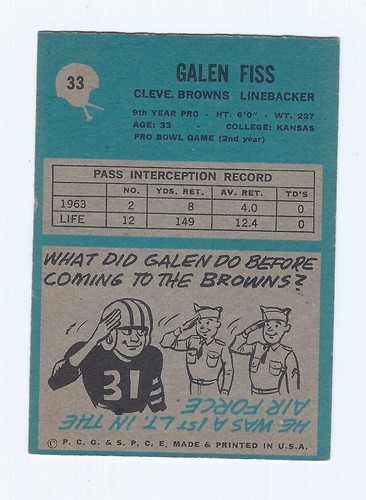 33
GALEN FISS
CLEVE. BROWNS LINEBACKER
9th YEAR PRO · HT. 6'0" · WT. 227
AGE: 33 - COLLEGE: KANSAS
PRO BOWL GAME (2nd year)
PASS INTERCEPTION RECORD
NO. YDS. RET. AV. RET. TD'S
1963 2 8 4.0 0
LIFE 12 149 12.4 0
WHAT DID GALEN DO BEFORE
COMING TO THE BROWNS?
31
HE WAS A 1ST LT. IN THE
AIR FORCE.
© P. C. G. & S. P. C. E, MADE & PRINTED IN U.S.A.